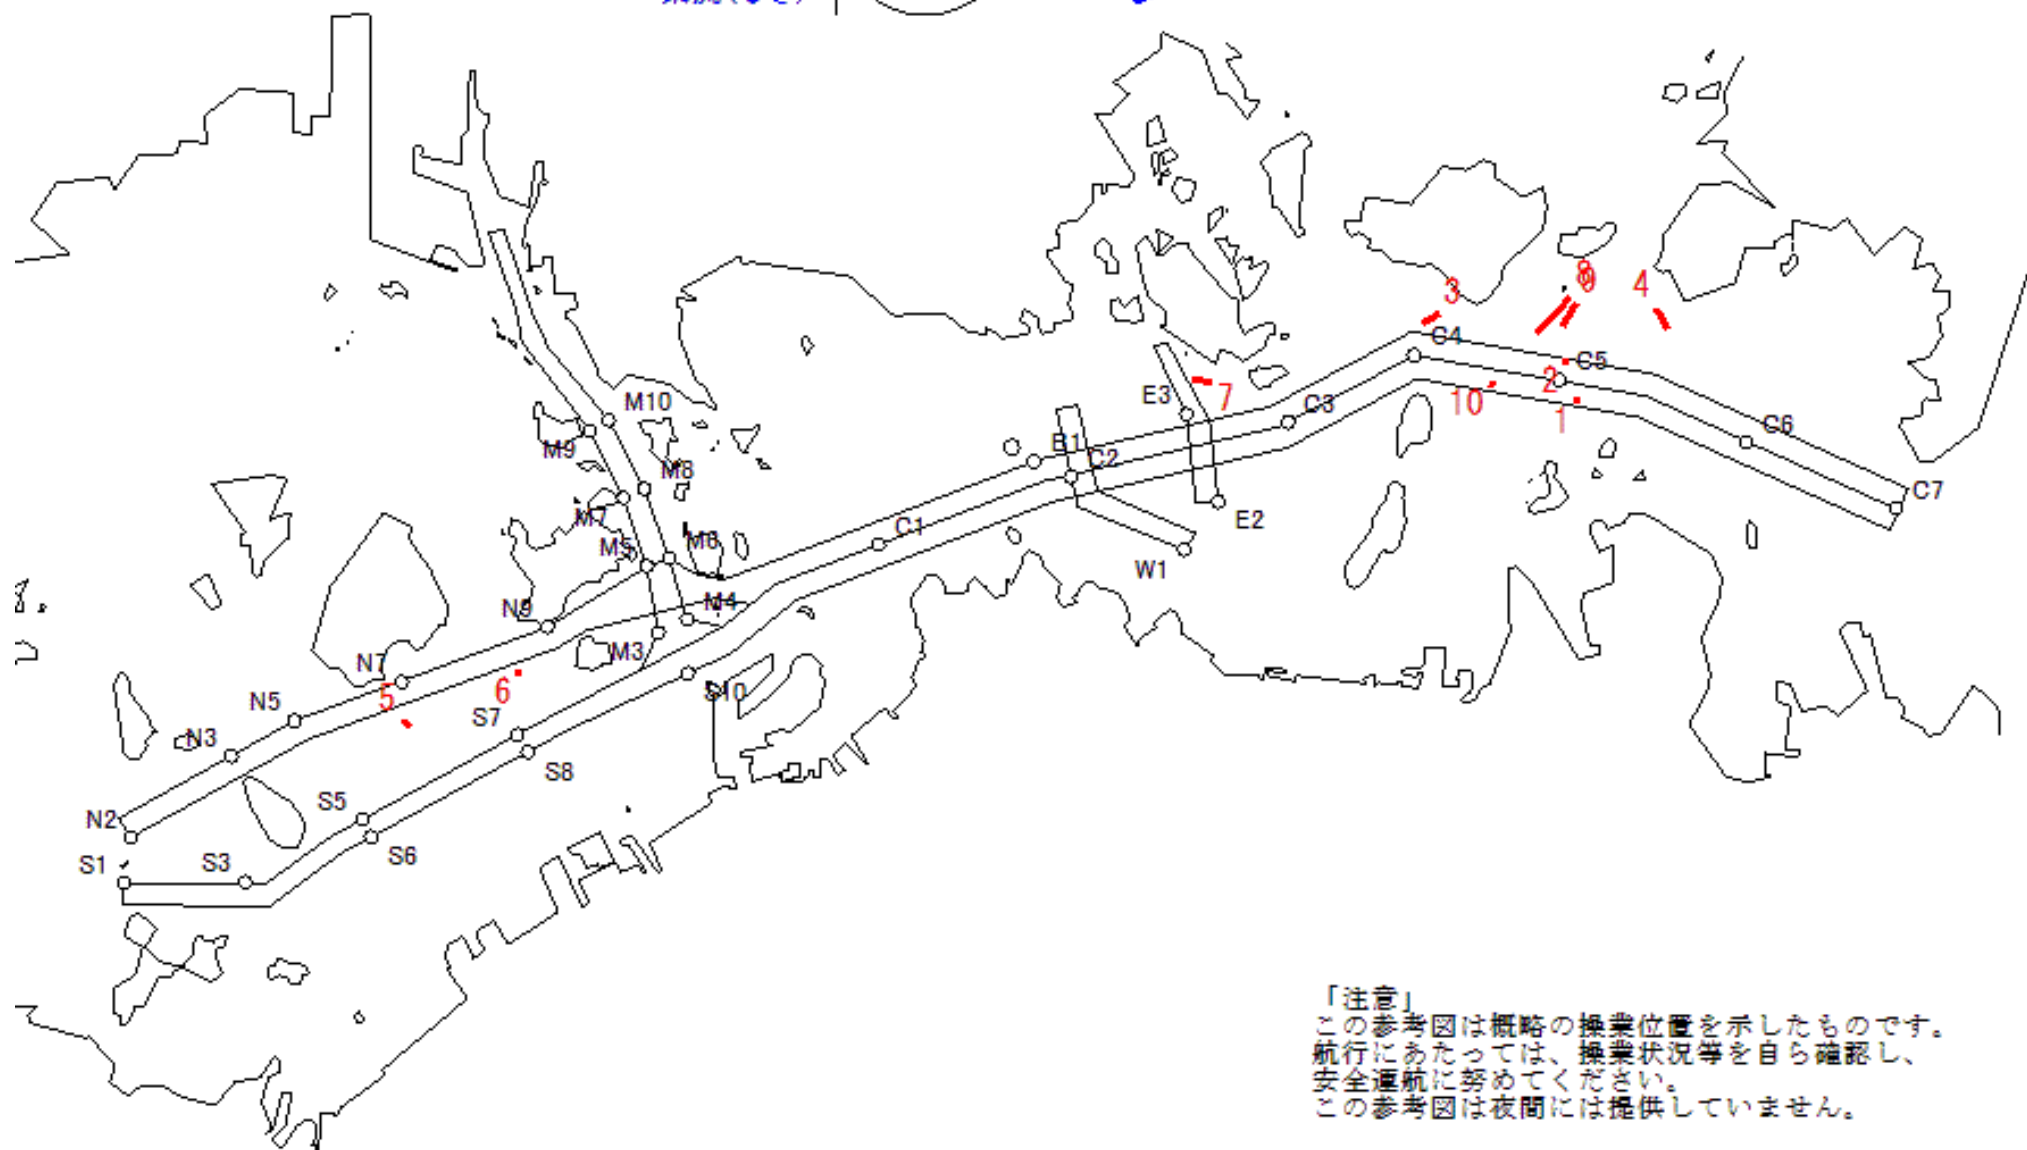 3
8
9
4
C4
C5
2
10
1
E3
7
M10
C3
C6
M9
M8
B1
C2
C7
M7
E2
M5
M6
C1
W1
N9
M4
M3
N7
5
6
S10
N5
S7
N3
S8
S5
N2
S6
S1
S3
「注意」
この参考図は概略の操業位置を示したものです。
航行にあたっては、操業状況等を自ら確認し、
安全運航に努めてください。
この参考図は夜間には提供していません。